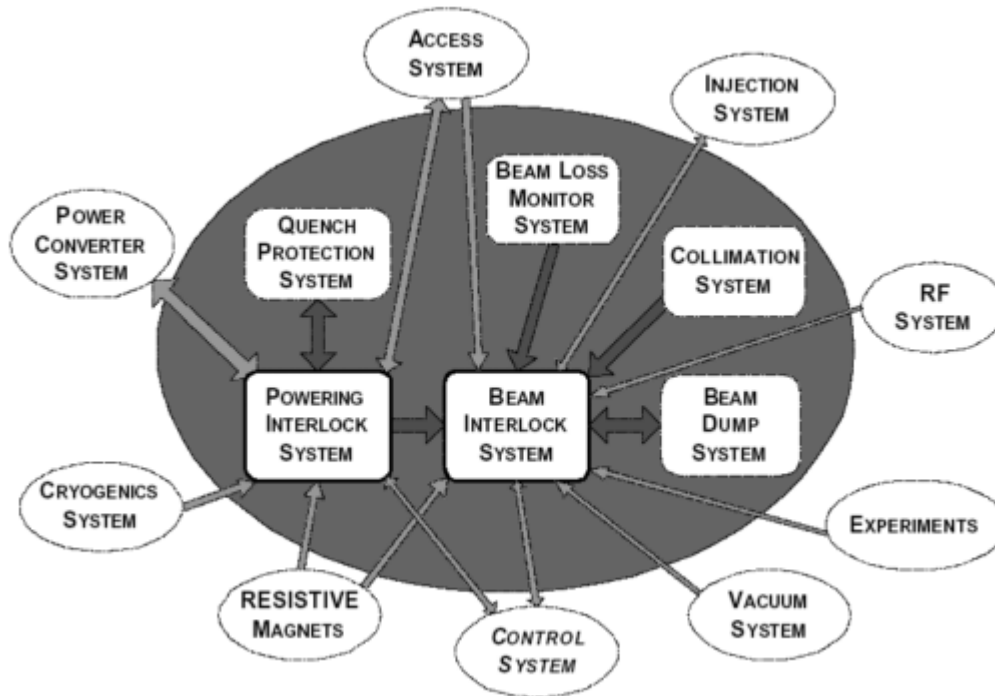 ACCESS
SYSTEM
INJECTION
SYSTEM
BEAM LOSS
MONITOR
SYSTEM
POWER
CONVERTER
SYSTEM
QUENCH
PROTECTION
SYSTEM
COLLIMATION
SYSTEM
RF
SYSTEM
POWERING
INTERLOCK
SYSTEM
BEAM
INTERLOCK
SYSTEM
BEAM
DUMP
SYSTEM
CRYOGENICS
SYSTEM
EXPERIMENTS
RESISTIVE
MAGNETS
CONTROL
SYSTEM
VACUUM
SYSTEM